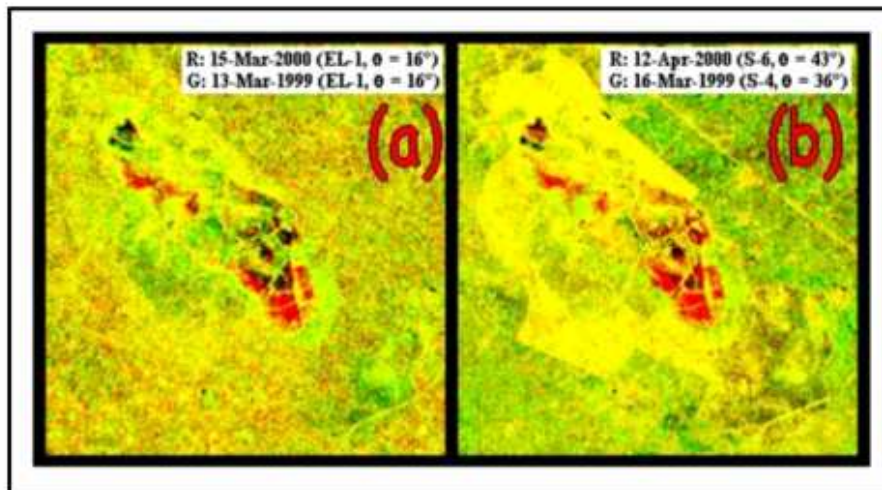 R: 15-Mar-2000 (EL-1, θ = 16°)
G: 13-Mar-1999 (EL-1, θ = 16°)
(a)
R: 12-Apr-2000 (S-6, θ = 43°)
G: 16-Mar-1999 (S-4, θ = 36°)
(b)